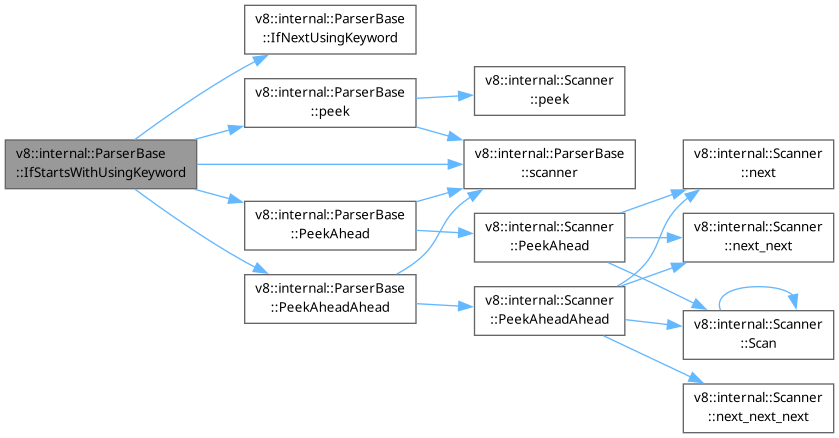 v8::internal::ParserBase
::IfStartsWithUsingKeyword
v8::internal::ParserBase
::IfNextUsingKeyword
v8::internal::ParserBase
::peek
v8::internal::ParserBase
::PeekAhead
v8::internal::ParserBase
::PeekAheadAhead
v8::internal::Scanner
::peek
v8::internal::ParserBase
::scanner
v8::internal::Scanner
::PeekAhead
v8::internal::Scanner
::PeekAheadAhead
v8::internal::Scanner
::next
v8::internal::Scanner
::next_next
v8::internal::Scanner
::Scan
v8::internal::Scanner
::next_next_next